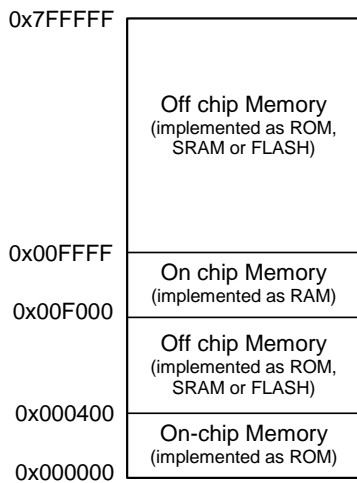 0x7FFFFF
Off chip Memory
(implemented as ROM,
SRAM or FLASH)
0x00FFFF
On chip Memory
(implemented as RAM)
0x00F000
Off chip Memory
(implemented as ROM,
SRAM or FLASH)
0x000400
On-chip Memory
(implemented as ROM)
0x000000